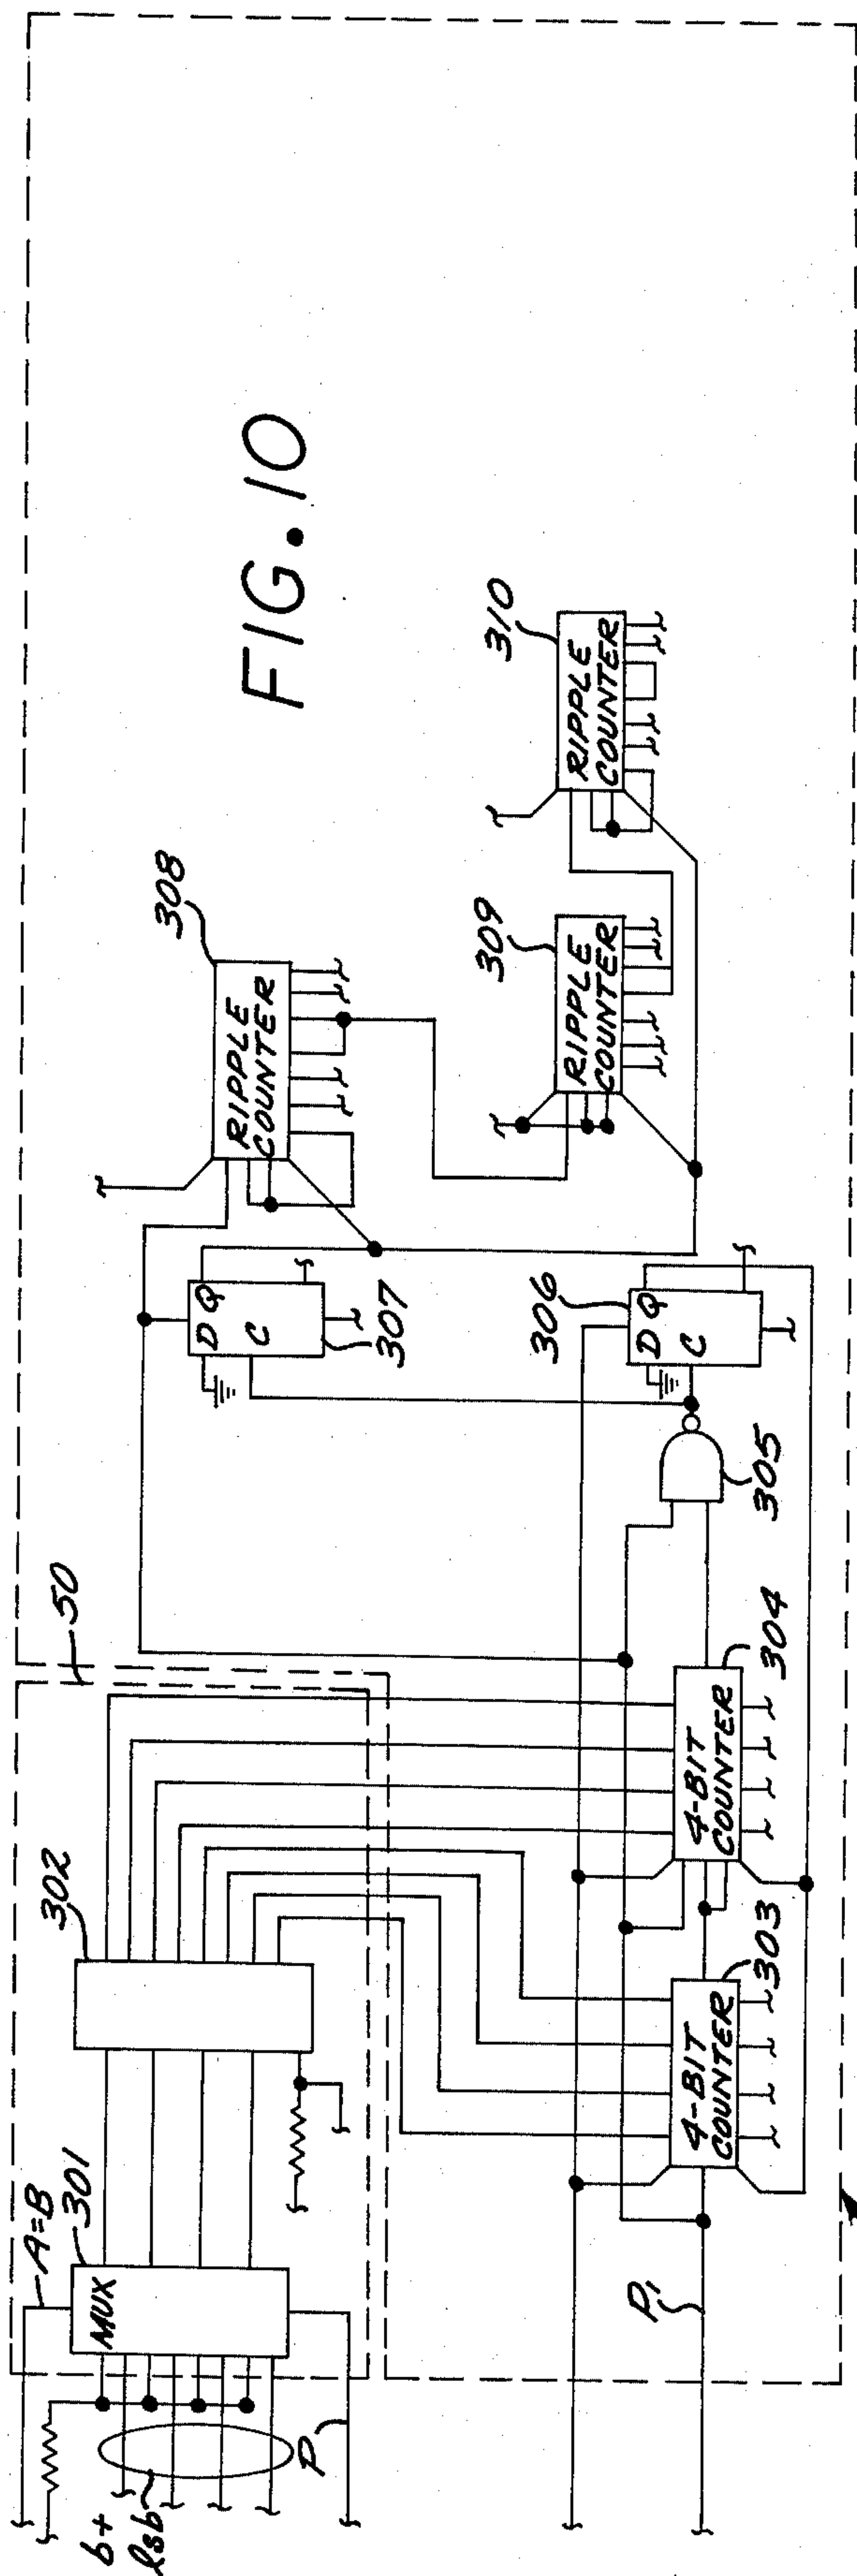 FIG. 10
50
A=B
301
MUX
302
b+
lsb
P
P1
4-BIT
COUNTER
303
4-BIT
COUNTER
304
305
D Q
C
306
D Q
C
307
RIPPLE
COUNTER
308
RIPPLE
COUNTER
309
RIPPLE
COUNTER
310